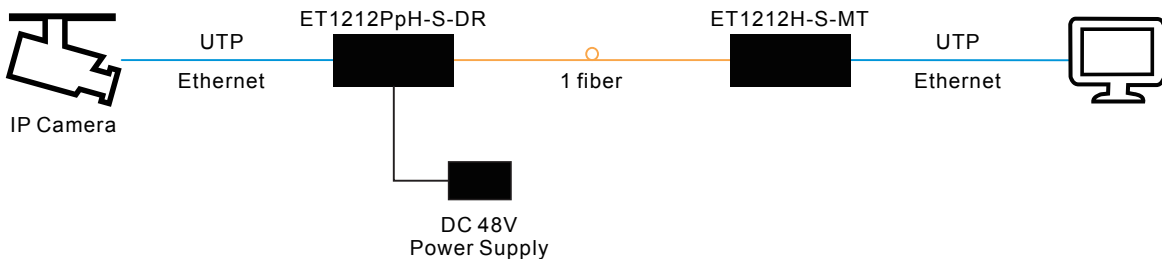 ET1212PpH-S-DR
ET1212H-S-MT
UTP
UTP
Ethernet
1 fiber
Ethernet
IP Camera
DC 48V
Power Supply